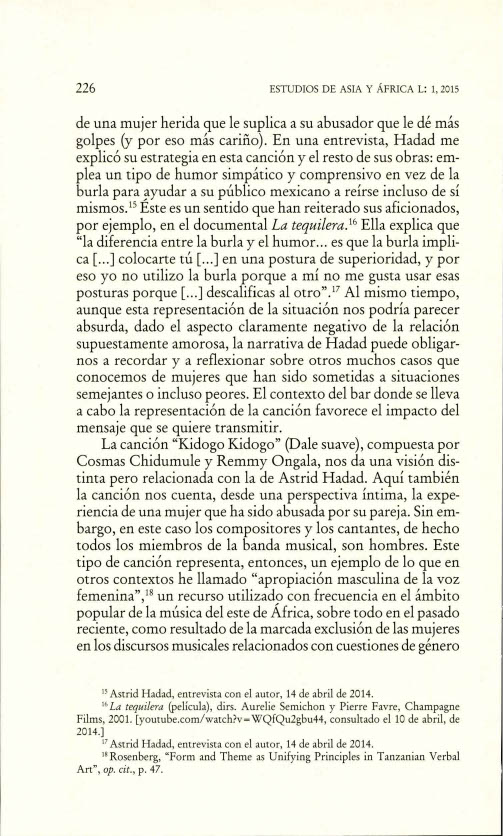 226 ESTUDIOS DE ASIA Y ÁFRICA L: 1, 2015
de una mujer herida que le suplica a su abusador que le dé más
golpes (y por eso más cariño). En una entrevista, Hadad me
explicó su estrategia en esta canción y el resto de sus obras: em-
plea un tipo de humor simpático y comprensivo en vez de la
burla para ayudar a su público mexicano a reírse incluso de sí
mismos.¹⁵ Éste es un sentido que han reiterado sus aficionados,
por ejemplo, en el documental La tequilera.¹⁶ Ella explica que
“la diferencia entre la burla y el humor... es que la burla impli-
ca [...] colocarte tú [...] en una postura de superioridad, y por
eso yo no utilizo la burla porque a mí no me gusta usar esas
posturas porque [...] descalificas al otro”.¹⁷ Al mismo tiempo,
aunque esta representación de la situación nos podría parecer
absurda, dado el aspecto claramente negativo de la relación
supuestamente amorosa, la narrativa de Hadad puede obligar-
nos a recordar y a reflexionar sobre otros muchos casos que
conocemos de mujeres que han sido sometidas a situaciones
semejantes o incluso peores. El contexto del bar donde se lleva
a cabo la representación de la canción favorece el impacto del
mensaje que se quiere transmitir.
La canción “Kidogo Kidogo” (Dale suave), compuesta por
Cosmas Chidumule y Remmy Ongala, nos da una visión dis-
tinta pero relacionada con la de Astrid Hadad. Aquí también
la canción nos cuenta, desde una perspectiva íntima, la expe-
riencia de una mujer que ha sido abusada por su pareja. Sin em-
bargo, en este caso los compositores y los cantantes, de hecho
todos los miembros de la banda musical, son hombres. Este
tipo de canción representa, entonces, un ejemplo de lo que en
otros contextos he llamado “apropiación masculina de la voz
femenina”,¹⁸ un recurso utilizado con frecuencia en el ámbito
popular de la música del este de África, sobre todo en el pasado
reciente, como resultado de la marcada exclusión de las mujeres
en los discursos musicales relacionados con cuestiones de género
¹⁵ Astrid Hadad, entrevista con el autor, 14 de abril de 2014.
¹⁶ La tequilera (película), dirs. Aurelie Semichon y Pierre Favre, Champagne
Films, 2001. [youtube.com/watch?v=WQfQu2gbu44, consultado el 10 de abril, de
2014.]
¹⁷ Astrid Hadad, entrevista con el autor, 14 de abril de 2014.
¹⁸ Rosenberg, “Form and Theme as Unifying Principles in Tanzanian Verbal
Art”, op. cit., p. 47.